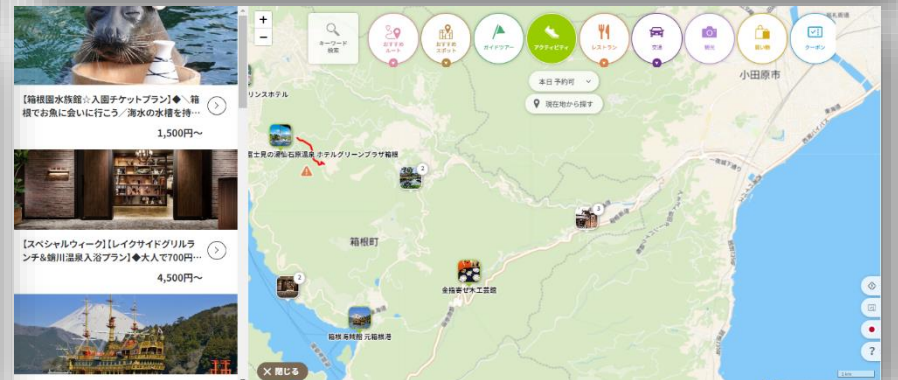 【箱根園水族館☆入園チケットプラン】◆＼箱
根でお魚に会いに行こう／海水の水槽を持…
1,500円～
【スペシャルウィーク】【レイクサイドグリルラ
ンチ&蛸川温泉入浴プラン】◆大人で700円…
4,500円～
+
−
キーワード
検索
おすすめ
ルート
おすすめ
スポット
ガイドツアー
アクティビティ
レストラン
交通
観光
買い物
クーポン
本日 予約可
現在地から探す
小田原市
リンスホテル
富士見の湯仙石原温泉 ホテルグリーンプラザ箱根
2
3
箱根町
金指寄せ木工芸館
2
箱根海賊船 元箱根港
× 閉じる
?